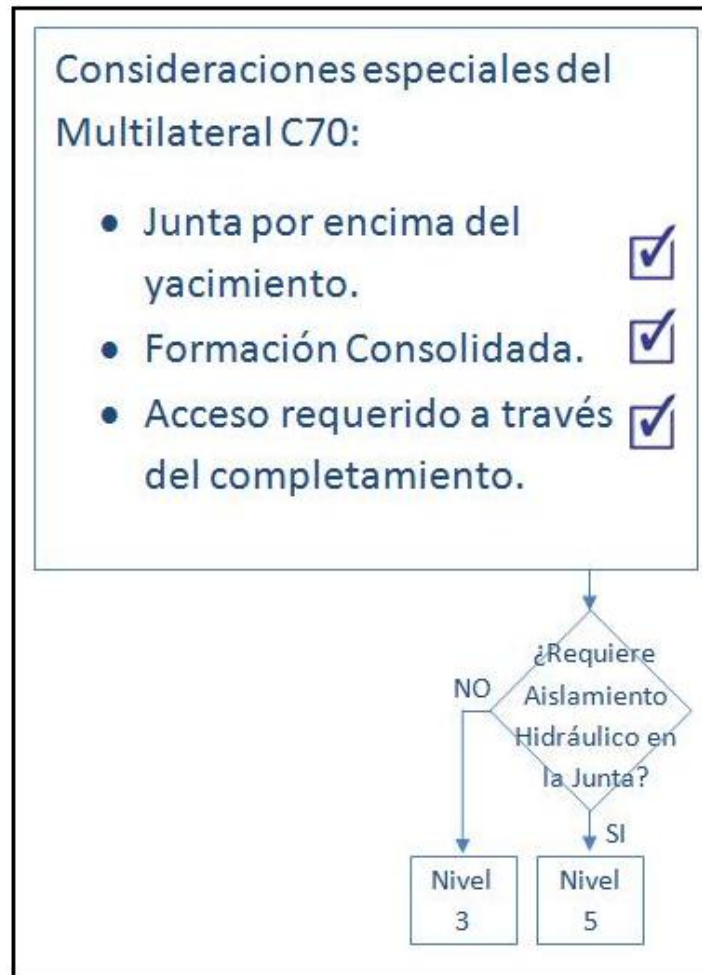 Consideraciones especiales del
Multilateral C70:
● Junta por encima del
yacimiento.
● Formación Consolidada.
● Acceso requerido a través
del completamiento.
¿Requiere
Aislamiento
Hidráulico en
la Junta?
NO
SI
Nivel
3
Nivel
5